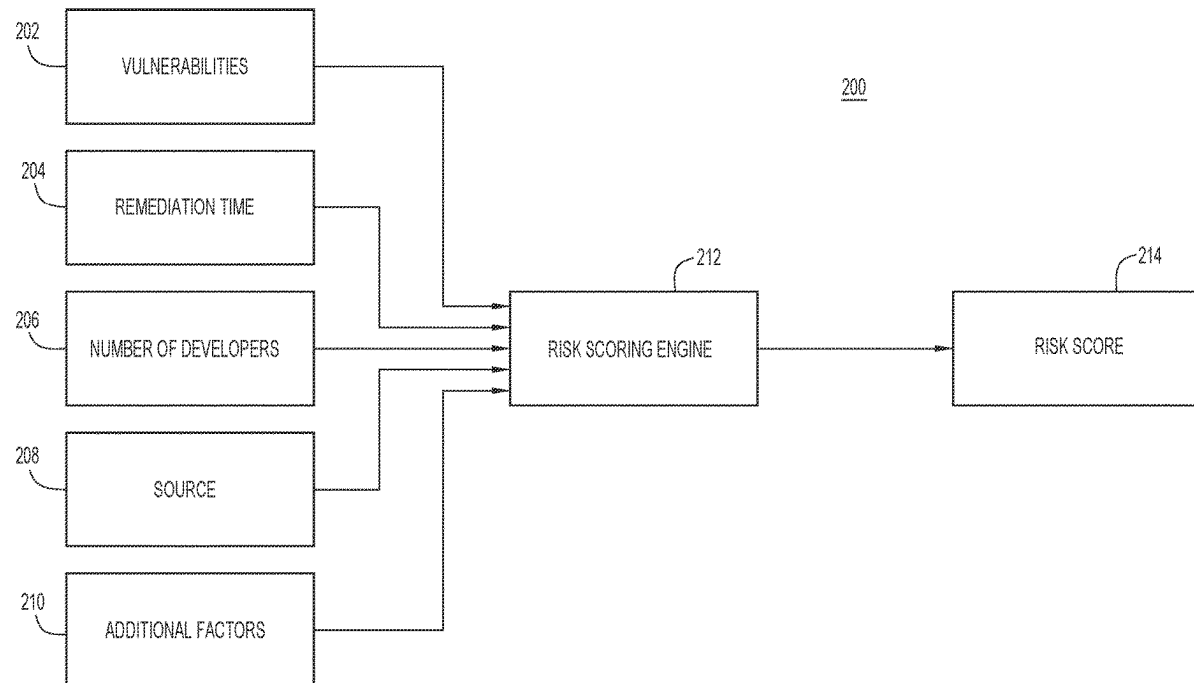 202
VULNERABILITIES
200
204
REMEDIATION TIME
212
214
206
NUMBER OF DEVELOPERS
RISK SCORING ENGINE
RISK SCORE
208
SOURCE
210
ADDITIONAL FACTORS